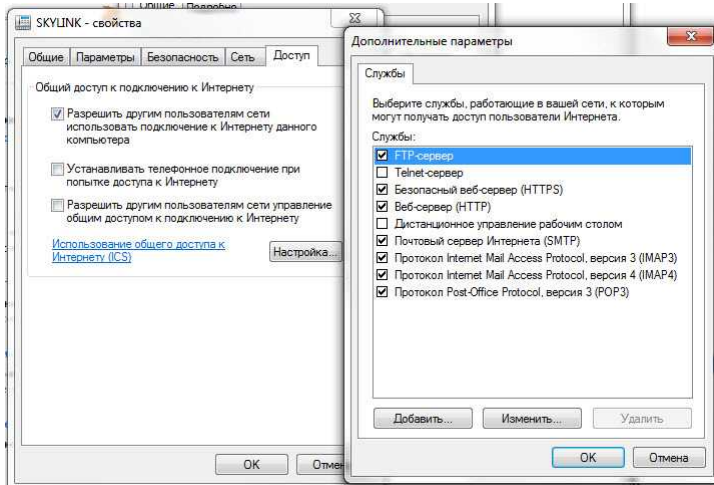 Общие Подробно
SKYLINK - свойства
Общие Параметры Безопасность Сеть Доступ
Общий доступ к подключению к Интернету
Разрешить другим пользователям сети
использовать подключение к Интернету данного
компьютера
Устанавливать телефонное подключение при
попытке доступа к Интернету
Разрешить другим пользователям сети управление
общим доступом к подключению к Интернету
Использование общего доступа к
Интернету (ICS)
Настройка...
OK
Дополнительные параметры
Службы
Выберите службы, работающие в вашей сети, к которым
могут получать доступ пользователи Интернета.
Службы:
FTP-сервер
Telnet-сервер
Безопасный веб-сервер (HTTPS)
Веб-сервер (HTTP)
Дистанционное управление рабочим столом
Почтовый сервер Интернета (SMTP)
Протокол Internet Mail Access Protocol, версия 3 (IMAP3)
Протокол Internet Mail Access Protocol, версия 4 (IMAP4)
Протокол Post-Office Protocol, версия 3 (POP3)
Добавить... Изменить... Удалить
OK Отмена